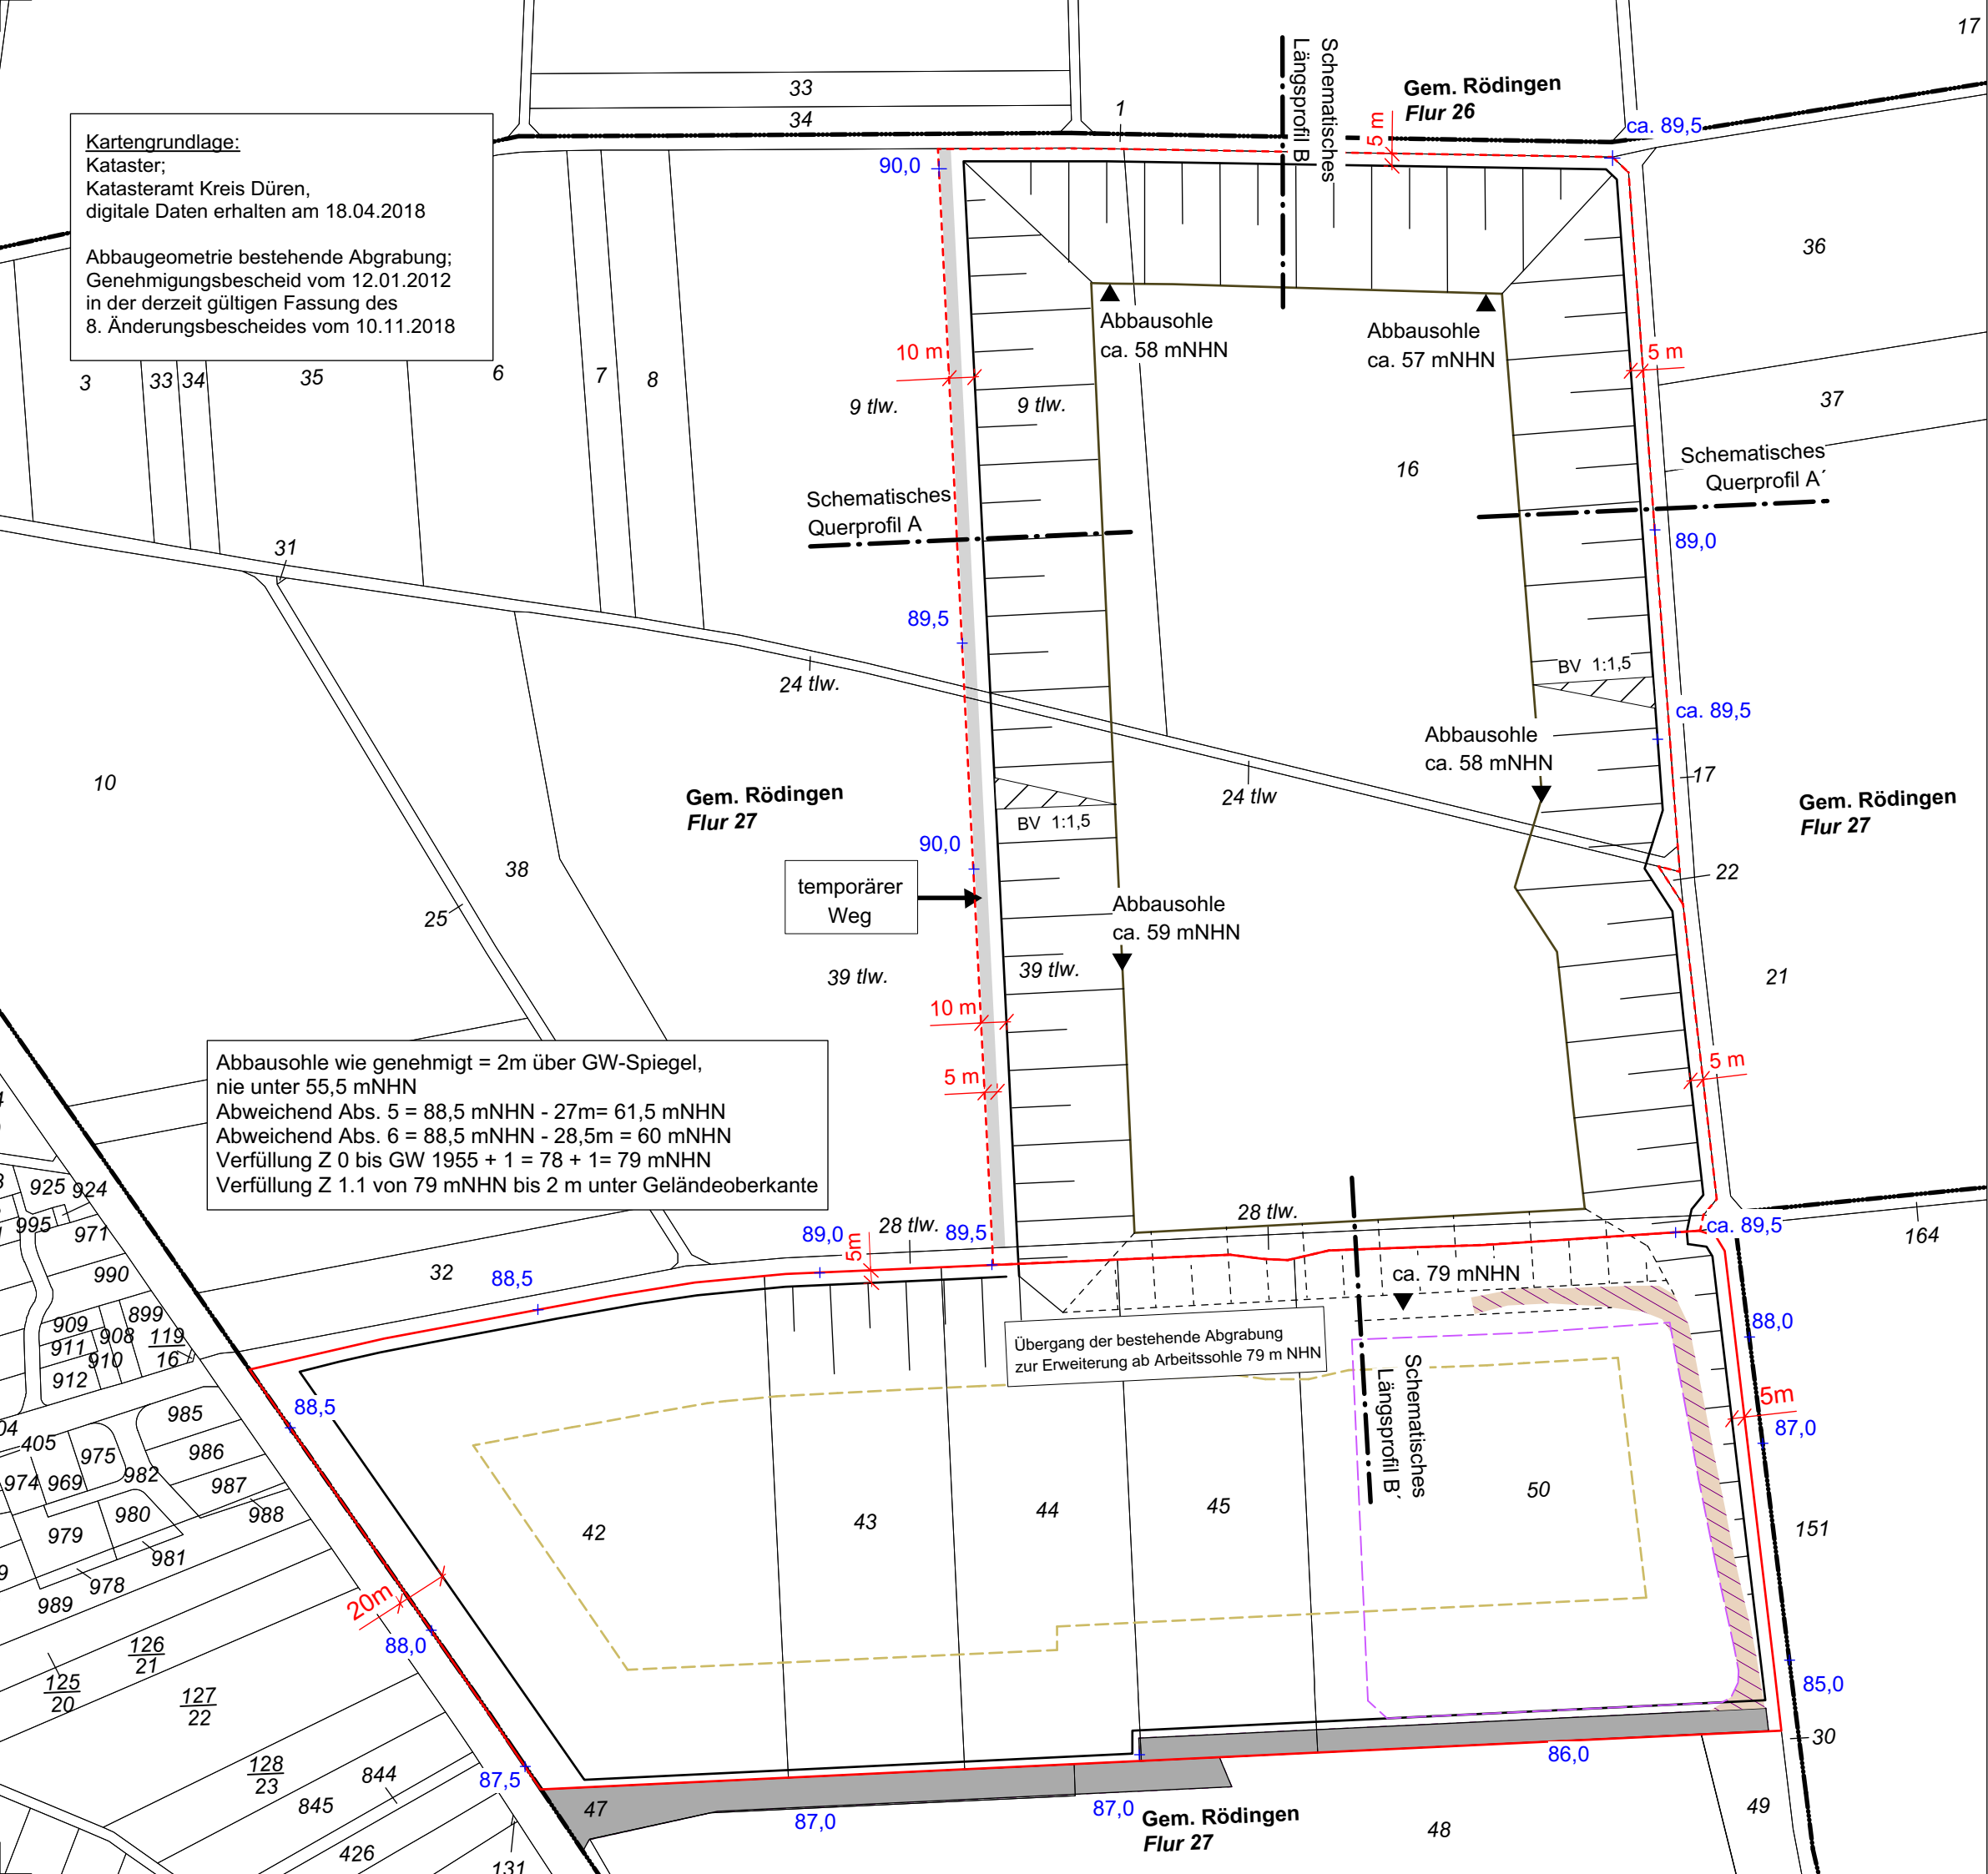 17
33
34
1
Schematisches
Längsprofil B
5 m
Gem. Rödingen
Flur 26
ca. 89,5
Kartengrundlage:
Kataster;
Katasteramt Kreis Düren,
digitale Daten erhalten am 18.04.2018
Abbaugeometrie bestehende Abgrabung;
Genehmigungsbescheid vom 12.01.2012
in der derzeit gültigen Fassung des
8. Änderungsbescheides vom 10.11.2018
90,0
36
Abbausohle
ca. 58 mNHN
Abbausohle
ca. 57 mNHN
10 m
5 m
3
33
34
35
6
7
8
9 tlw.
9 tlw.
37
16
Schematisches
Querprofil A´
Schematisches
Querprofil A
31
89,0
89,5
24 tlw.
BV 1:1,5
ca. 89,5
Abbausohle
ca. 58 mNHN
10
17
24 tlw
Gem. Rödingen
Flur 27
Gem. Rödingen
Flur 27
BV 1:1,5
90,0
38
22
temporärer
Weg
25
Abbausohle
ca. 59 mNHN
39 tlw.
39 tlw.
21
10 m
5 m
5 m
Abbausohle wie genehmigt = 2m über GW-Spiegel,
nie unter 55,5 mNHN
Abweichend Abs. 5 = 88,5 mNHN - 27m= 61,5 mNHN
Abweichend Abs. 6 = 88,5 mNHN - 28,5m = 60 mNHN
Verfüllung Z 0 bis GW 1955 + 1 = 78 + 1= 79 mNHN
Verfüllung Z 1.1 von 79 mNHN bis 2 m unter Geländeoberkante
925
924
995
971
990
28 tlw.
28 tlw.
89,0
89,5
5m
ca. 89,5
164
32
88,5
ca. 79 mNHN
909
899
911
908
119
16
910
912
88,0
Übergang der bestehende Abgrabung
zur Erweiterung ab Arbeitssohle 79 m NHN
Schematisches
Längsprofil B´
5m
88,5
87,0
985
04
405
975
986
974
969
982
987
988
980
979
981
978
989
42
43
44
45
50
151
20m
88,0
126
21
125
20
127
22
85,0
30
128
23
844
845
87,5
86,0
47
87,0
87,0
Gem. Rödingen
Flur 27
48
49
426
131